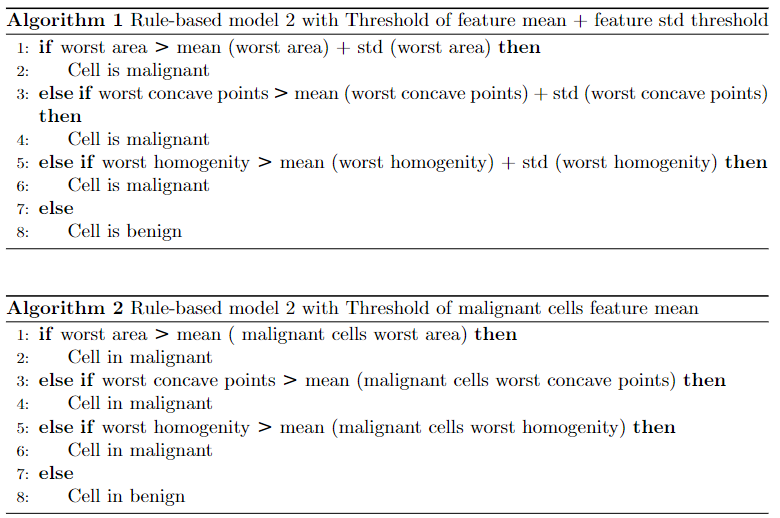 Algorithm 1 Rule-based model 2 with Threshold of feature mean + feature std threshold
1: if worst area > mean (worst area) + std (worst area) then
2: Cell is malignant
3: else if worst concave points > mean (worst concave points) + std (worst concave points)
then
4: Cell is malignant
5: else if worst homogenity > mean (worst homogenity) + std (worst homogenity) then
6: Cell is malignant
7: else
8: Cell is benign
Algorithm 2 Rule-based model 2 with Threshold of malignant cells feature mean
1: if worst area > mean ( malignant cells worst area) then
2: Cell in malignant
3: else if worst concave points > mean (malignant cells worst concave points) then
4: Cell in malignant
5: else if worst homogenity > mean (malignant cells worst homogenity) then
6: Cell in malignant
7: else
8: Cell in benign